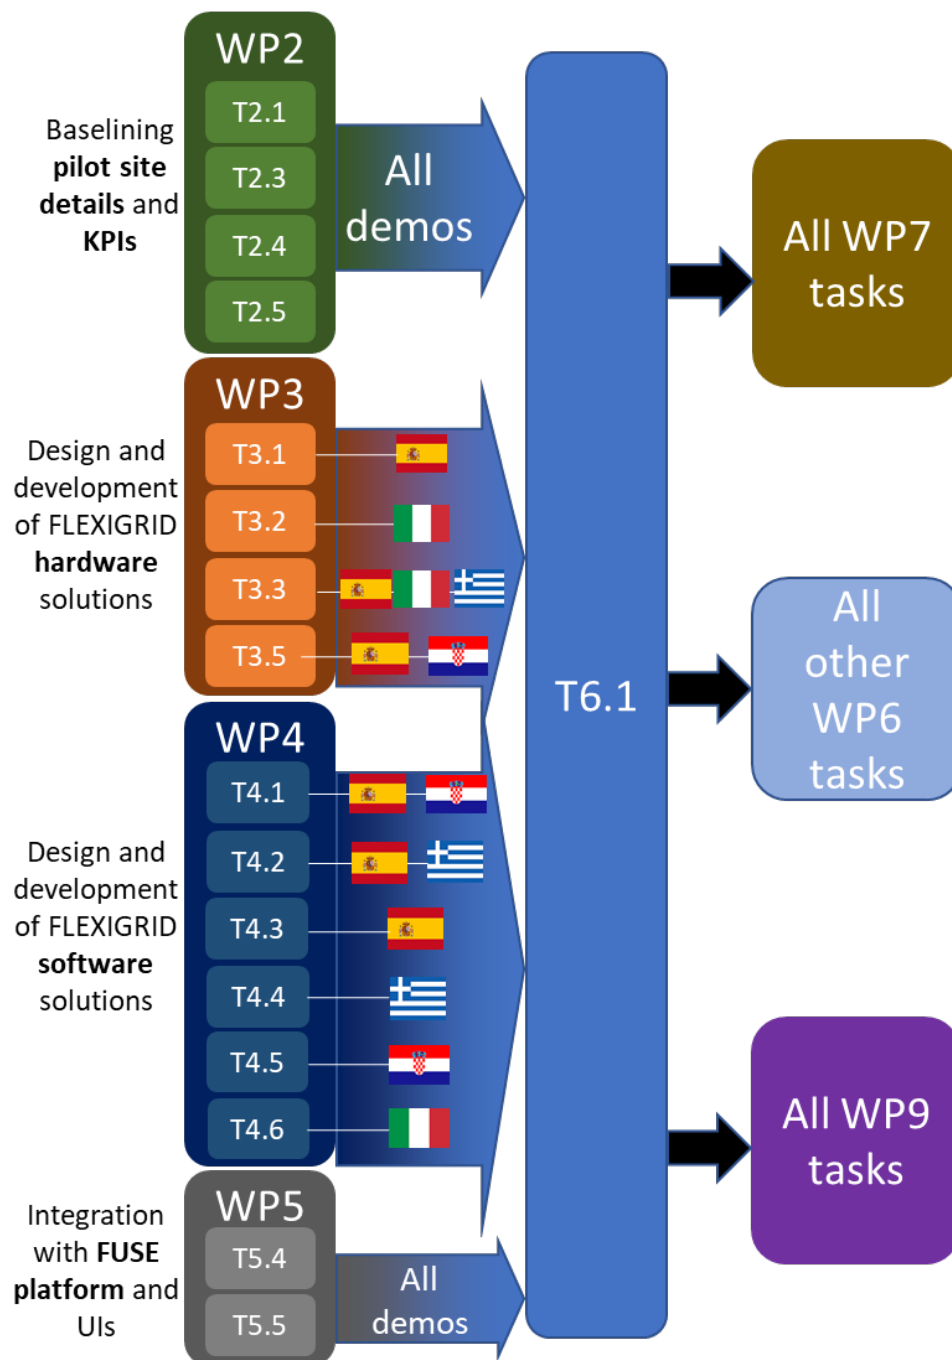 Baselining
pilot site
details and
KPIs
WP2
T2.1
T2.3
T2.4
T2.5
All
demos
Design and
development
of FLEXIGRID
hardware
solutions
WP3
T3.1
T3.2
T3.3
T3.5
Design and
development
of FLEXIGRID
software
solutions
WP4
T4.1
T4.2
T4.3
T4.4
T4.5
T4.6
Integration
with FUSE
platform and
UIs
WP5
T5.4
T5.5
All
demos
T6.1
All WP7
tasks
All
other
WP6
tasks
All WP9
tasks